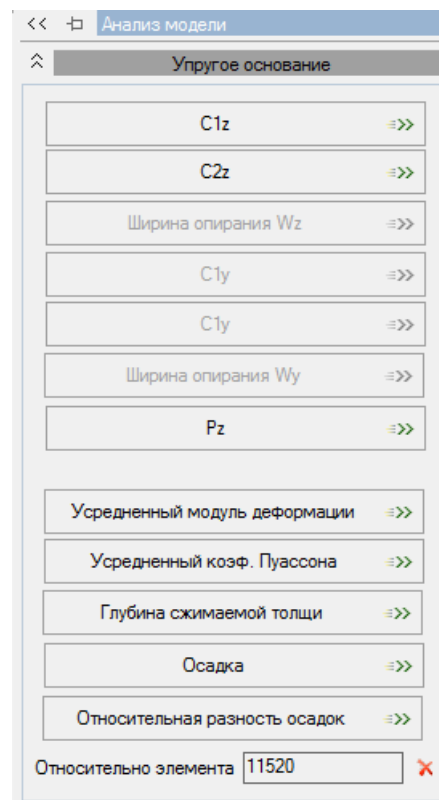 << Анализ модели
Упругое основание
C1z
C2z
Ширина опирания Wz
C1y
C1y
Ширина опирания Wy
Pz
Усредненный модуль деформации
Усредненный коэф. Пуассона
Глубина сжимаемой толщи
Осадка
Относительная разность осадок
Относительно элемента 11520